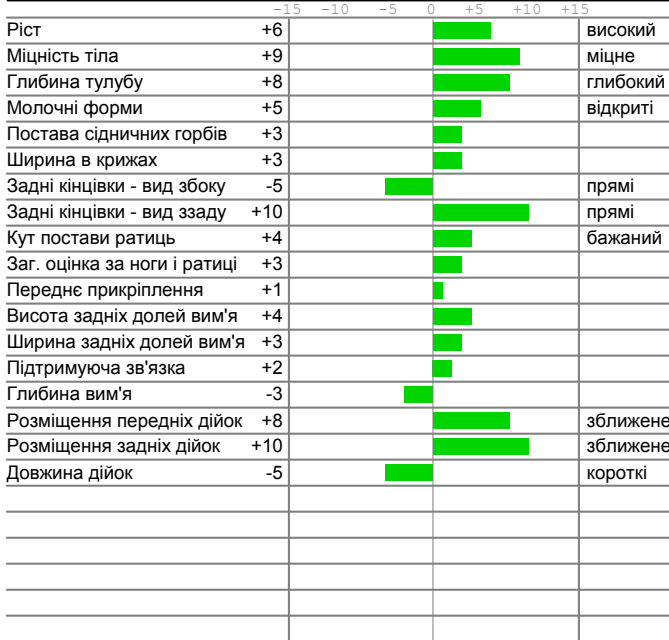 -15 -10 -5 0 +5 +10 +15
Ріст +6 високий
Міцність тіла +9 міцне
Глибина тулубу +8 глибокий
Молочні форми +5 відкриті
Постава сідничних горбів +3
Ширина в крижах +3
Задні кінцівки - вид збоку -5 прямі
Задні кінцівки - вид ззаду +10 прямі
Кут постави ратиць +4 бажаний
Заг. оцінка за ноги і ратиці +3
Переднє прикріплення +1
Висота задніх долей вим'я +4
Ширина задніх долей вим'я +3
Підтримуюча зв'язка +2
Глибина вим'я -3
Розміщення передніх дійок +8 зближене
Розміщення задніх дійок +10 зближене
Довжина дійок -5 короткі